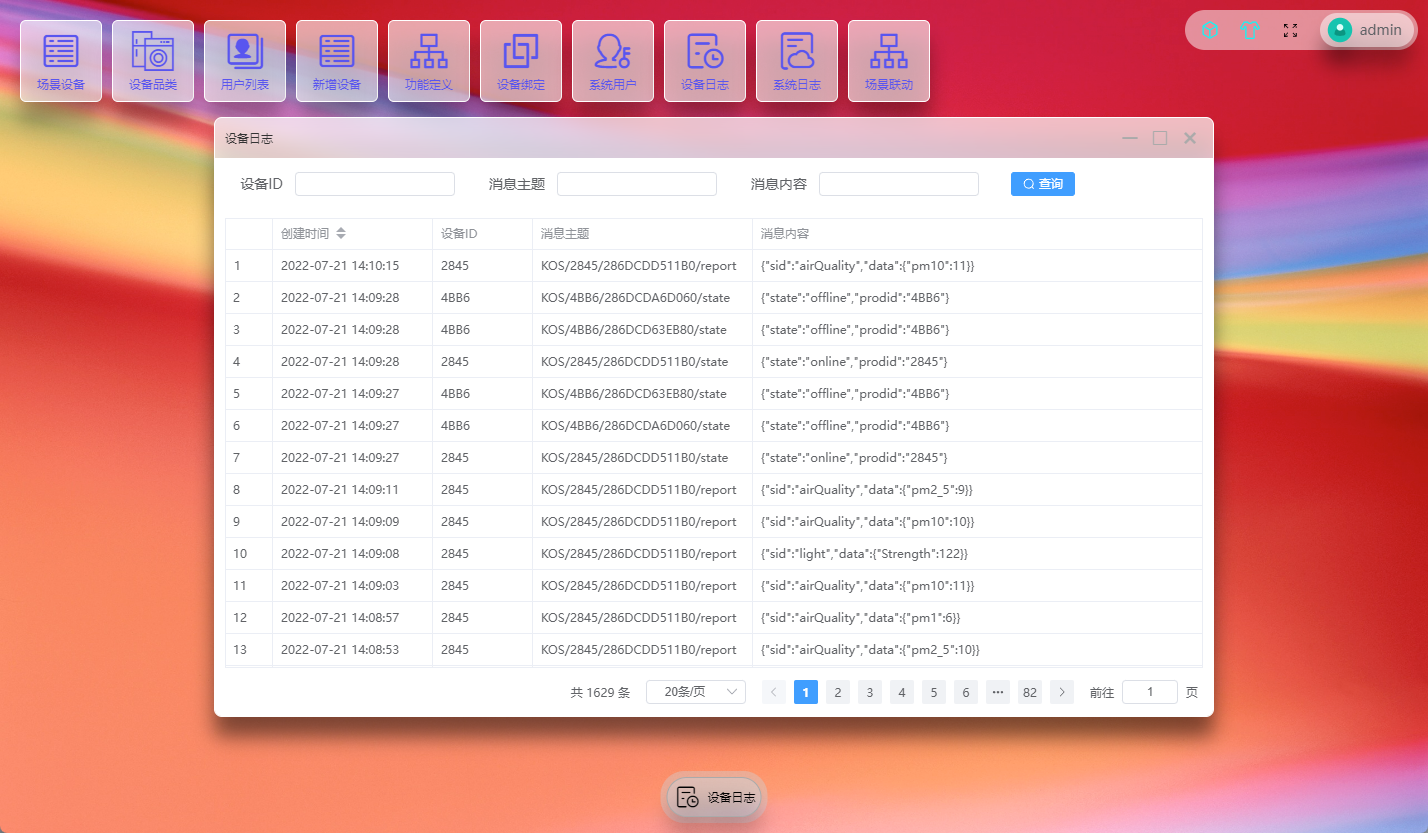 场景设备 设备品类 用户列表 新增设备 功能定义 设备绑定 系统用户 设备日志 系统日志 场景联动 admin
设备日志
设备ID 消息主题 消息内容 查询
创建时间 设备ID 消息主题 消息内容
1 2022-07-21 14:10:15 2845 KOS/2845/286DCDD511B0/report {"sid":"airQuality","data":{"pm10":11}}
2 2022-07-21 14:09:28 4BB6 KOS/4BB6/286DCDA6D060/state {"state":"offline","prodid":"4BB6"}
3 2022-07-21 14:09:28 4BB6 KOS/4BB6/286DCD63EB80/state {"state":"offline","prodid":"4BB6"}
4 2022-07-21 14:09:28 2845 KOS/2845/286DCDD511B0/state {"state":"online","prodid":"2845"}
5 2022-07-21 14:09:27 4BB6 KOS/4BB6/286DCD63EB80/state {"state":"offline","prodid":"4BB6"}
6 2022-07-21 14:09:27 4BB6 KOS/4BB6/286DCDA6D060/state {"state":"offline","prodid":"4BB6"}
7 2022-07-21 14:09:27 2845 KOS/2845/286DCDD511B0/state {"state":"online","prodid":"2845"}
8 2022-07-21 14:09:11 2845 KOS/2845/286DCDD511B0/report {"sid":"airQuality","data":{"pm2_5":9}}
9 2022-07-21 14:09:09 2845 KOS/2845/286DCDD511B0/report {"sid":"airQuality","data":{"pm10":10}}
10 2022-07-21 14:09:08 2845 KOS/2845/286DCDD511B0/report {"sid":"light","data":{"Strength":122}}
11 2022-07-21 14:09:03 2845 KOS/2845/286DCDD511B0/report {"sid":"airQuality","data":{"pm10":11}}
12 2022-07-21 14:08:57 2845 KOS/2845/286DCDD511B0/report {"sid":"airQuality","data":{"pm1":6}}
13 2022-07-21 14:08:53 2845 KOS/2845/286DCDD511B0/report {"sid":"airQuality","data":{"pm2_5":10}}
共 1629 条 20条/页 1 2 3 4 5 6 ··· 82 前往 1 页
设备日志